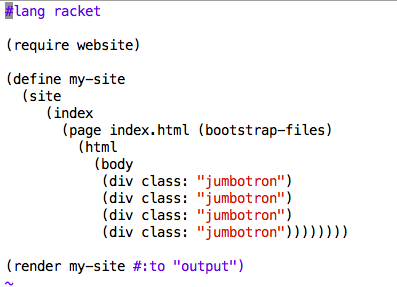 #lang racket

(require website)

(define my-site
  (site
     (index
       (page index.html (bootstrap-files)
         (html
           (body
            (div class: "jumbotron")
            (div class: "jumbotron")
            (div class: "jumbotron")
            (div class: "jumbotron"))))))))

(render my-site #:to "output")
~